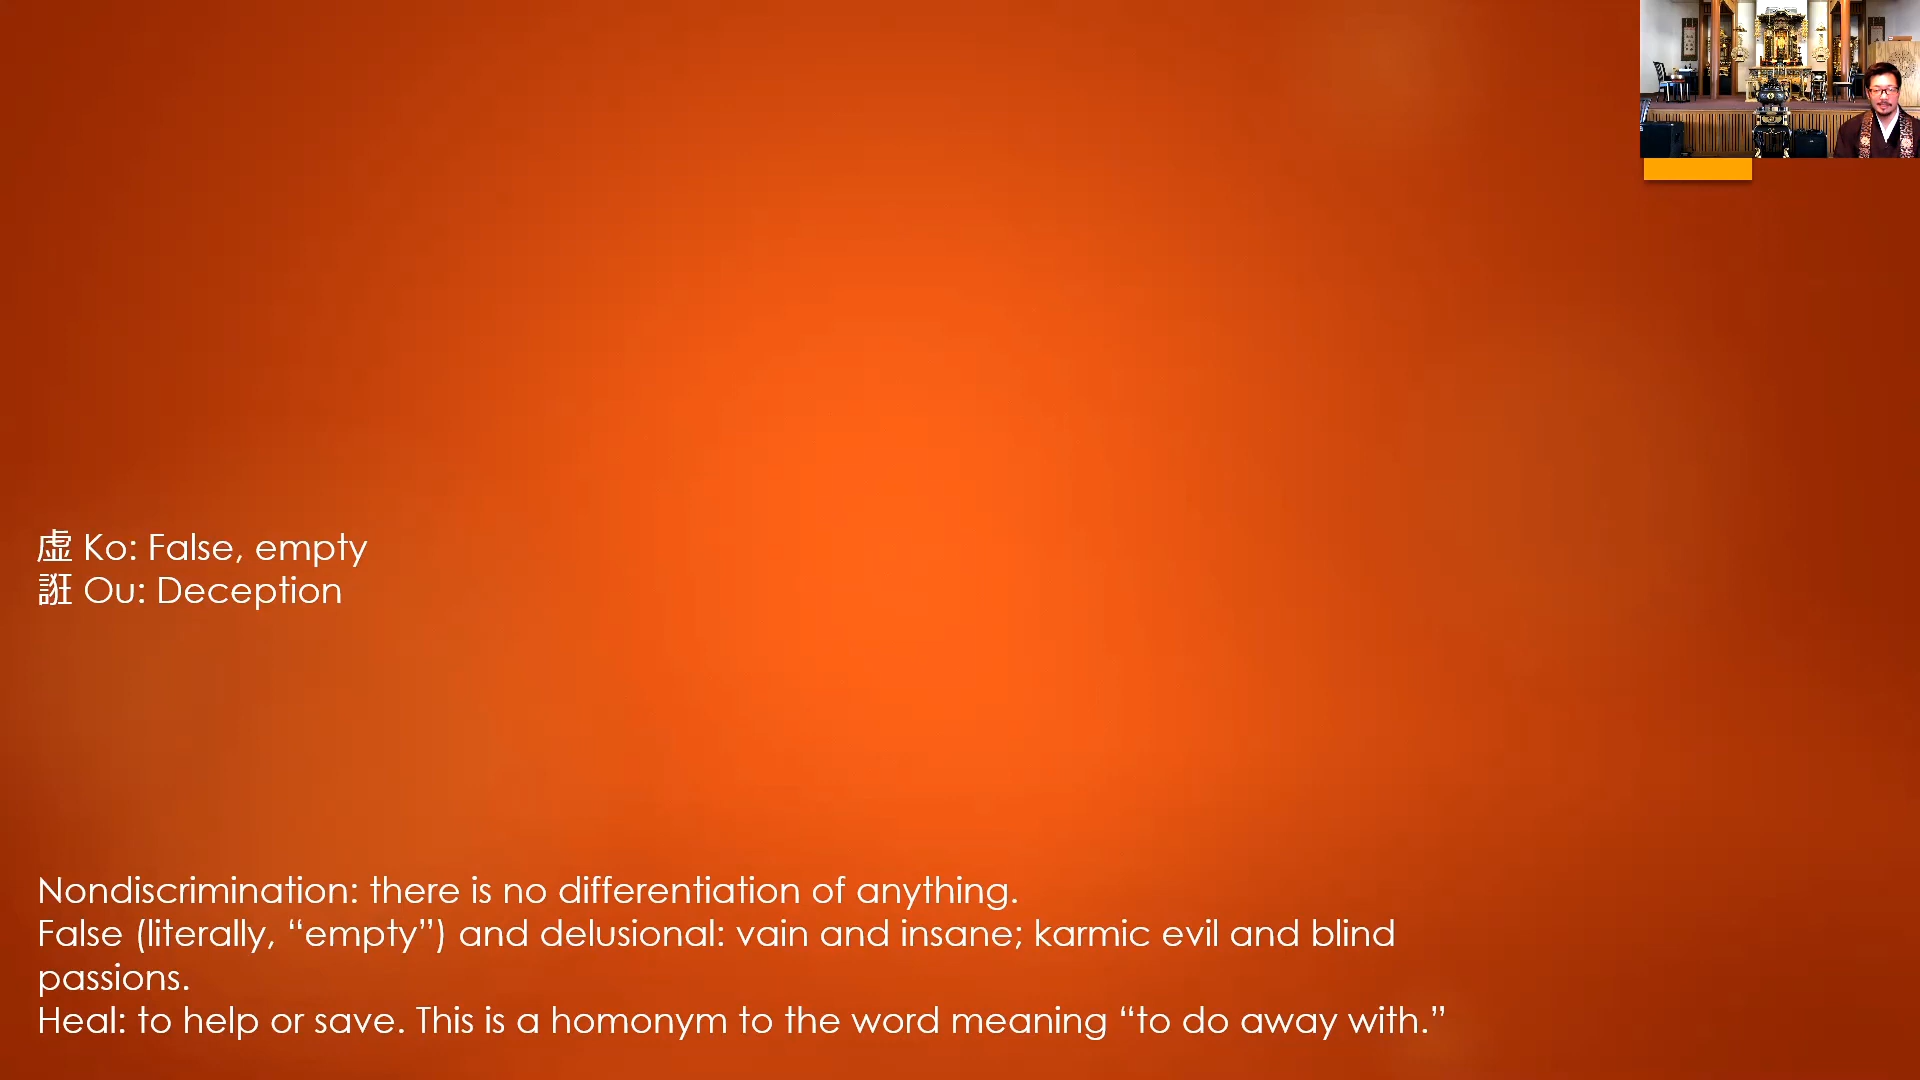 虚 Ko: False, empty
誑 Ou: Deception
Nondiscrimination: there is no differentiation of anything.
False (literally, “empty”) and delusional: vain and insane; karmic evil and blind
passions.
Heal: to help or save. This is a homonym to the word meaning “to do away with.”